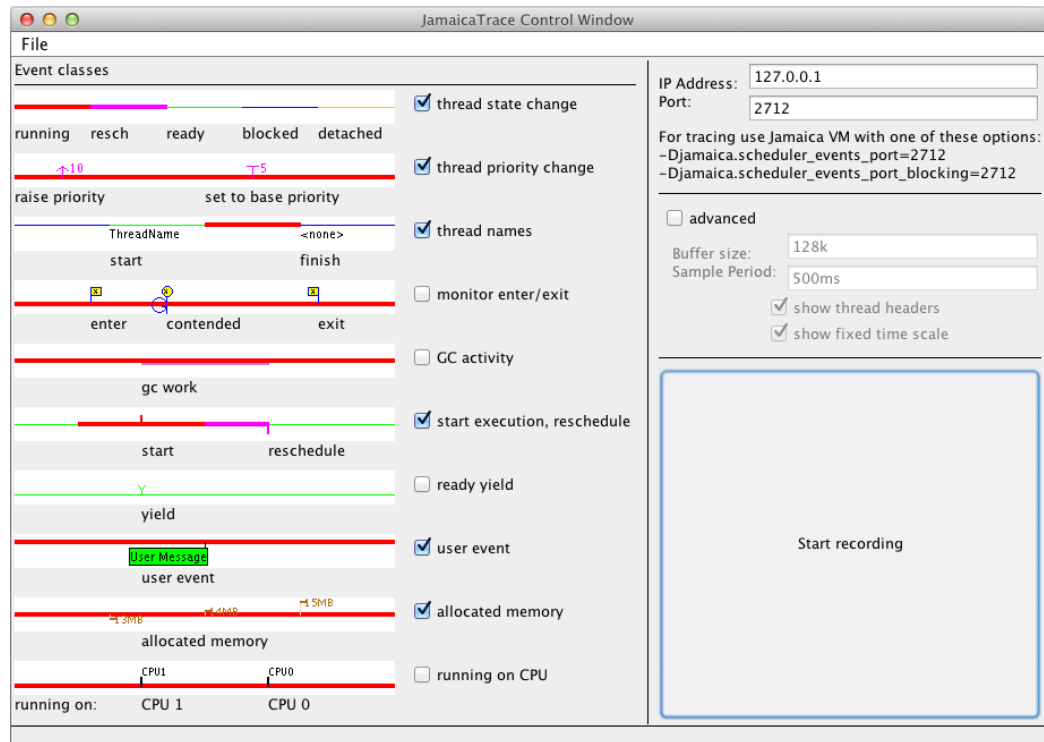 JamaicaTrace Control Window
File
Event classes
thread state change
running resch ready blocked detached
10 5
thread priority change
raise priority set to base priority
ThreadName <none>
thread names
start finish
x x x
monitor enter/exit
enter contended exit
GC activity
gc work
start execution, reschedule
start reschedule
Y
ready yield
yield
User Message
user event
user event
3MB 4MB 5MB
allocated memory
allocated memory
CPU1 CPU0
running on CPU
running on: CPU 1 CPU 0
IP Address: 127.0.0.1
Port: 2712
For tracing use Jamaica VM with one of these options:
-Djamaica.scheduler_events_port=2712
-Djamaica.scheduler_events_port_blocking=2712
advanced
Buffer size: 128k
Sample Period: 500ms
show thread headers
show fixed time scale
Start recording